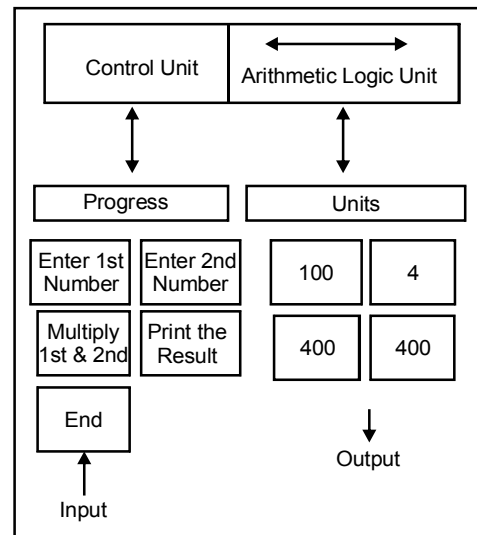 Control Unit
Arithmetic Logic Unit
Progress
Units
Enter 1st
Number
Enter 2nd
Number
100
4
Multiply
1st & 2nd
Print the
Result
400
400
End
Output
Input